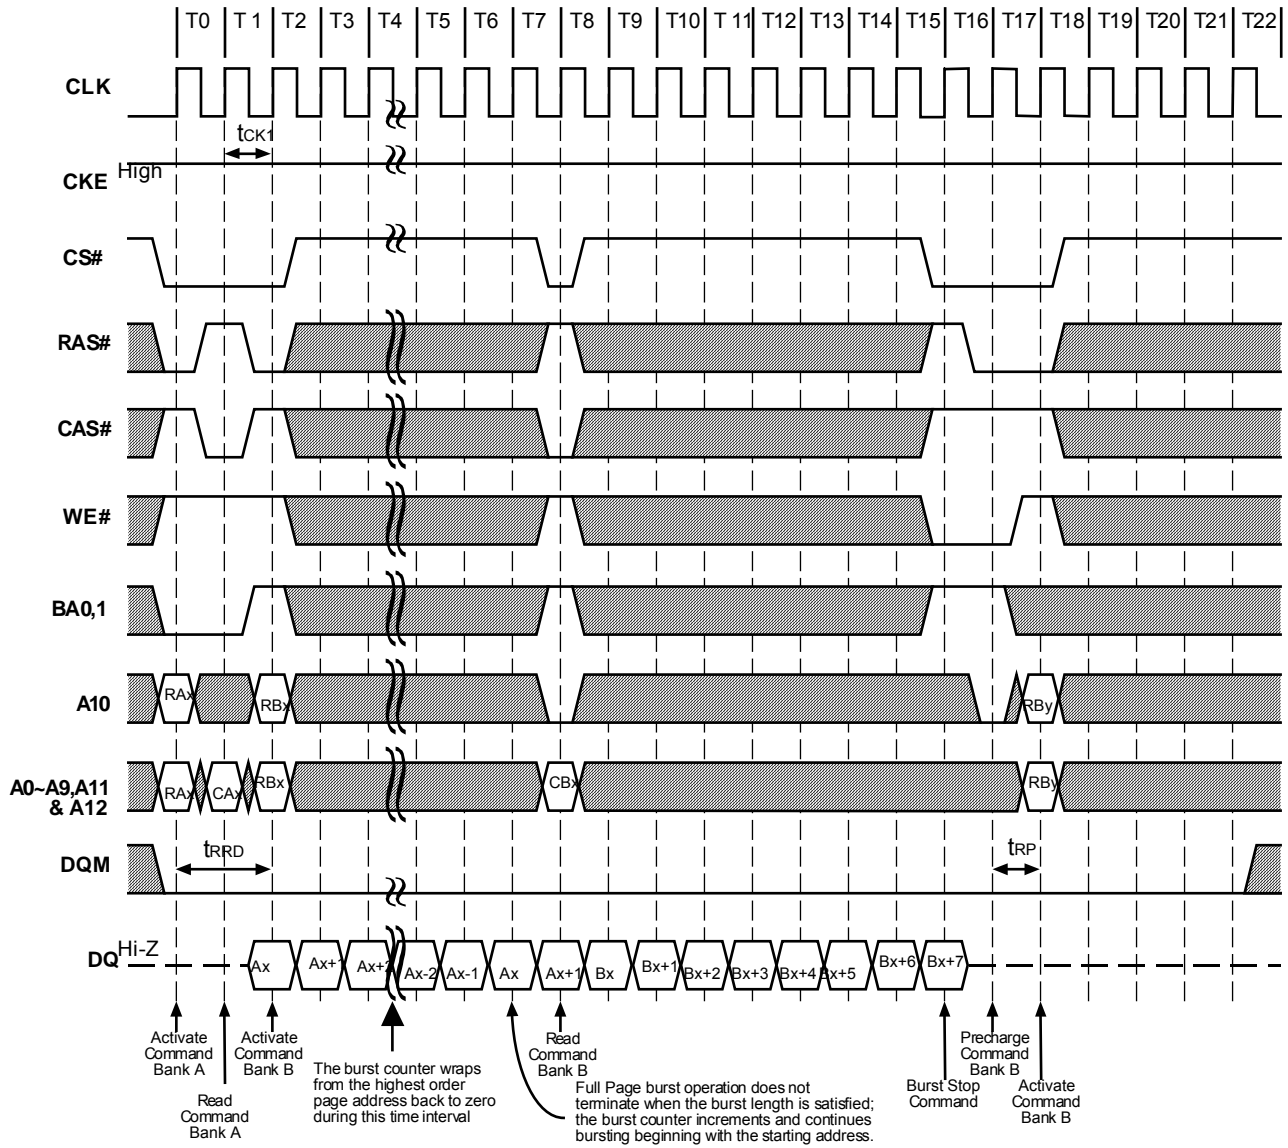 T0 T 1 T2 T3 T4 T5 T6 T7 T8 T9 T10 T 11 T12 T13 T14 T15 T16 T17 T18 T19 T20 T21 T22
CLK
tCK1
High
CKE
CS#
RAS#
CAS#
WE#
BA0,1
A10
RAx RBx RBy
A0~A9,A11
& A12
RAx CAx RBx CBx RBy
DQM
tRRD tRP
DQ
Hi-Z
Ax Ax+1 Ax+2 Ax-2 Ax-1 Ax Ax+1 Bx Bx+1 Bx+2 Bx+3 Bx+4 Bx+5 Bx+6 Bx+7
Activate
Command
Bank A
Read
Command
Bank A
Activate
Command
Bank B
The burst counter wraps
from the highest order
page address back to zero
during this time interval
Read
Command
Bank B
Full Page burst operation does not
terminate when the burst length is satisfied;
the burst counter increments and continues
bursting beginning with the starting address.
Burst Stop
Command
Precharge
Command
Bank B
Activate
Command
Bank B